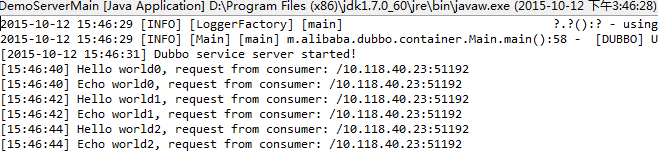 DemoServerMain [Java Application] D:\Program Files (x86)\jdk1.7.0_60\jre\bin\javaw.exe (2015-10-12 下午3:46:28)
2015-10-12 15:46:29 [INFO] [LoggerFactory] [main] ?.?():? - using
2015-10-12 15:46:29 [INFO] [Main] [main] m.alibaba.dubbo.container.Main.main():58 - [DUBBO] U
[2015-10-12 15:46:31] Dubbo service server started!
[15:46:40] Hello world0, request from consumer: /10.118.40.23:51192
[15:46:40] Echo world0, request from consumer: /10.118.40.23:51192
[15:46:42] Hello world1, request from consumer: /10.118.40.23:51192
[15:46:42] Echo world1, request from consumer: /10.118.40.23:51192
[15:46:44] Hello world2, request from consumer: /10.118.40.23:51192
[15:46:44] Echo world2, request from consumer: /10.118.40.23:51192